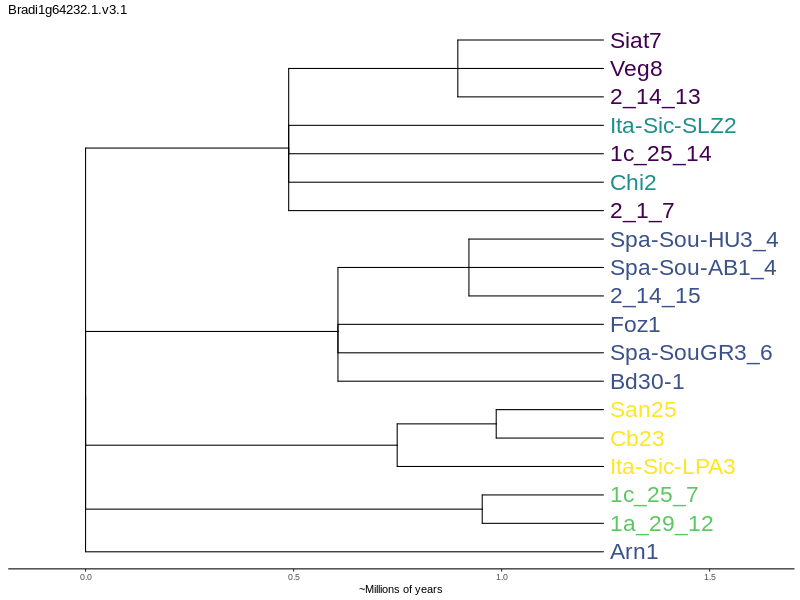 Bradi1g64232.1.v3.1
Siat7
Veg8
2_14_13
Ita-Sic-SLZ2
1c_25_14
Chi2
2_1_7
Spa-Sou-HU3_4
Spa-Sou-AB1_4
2_14_15
Foz1
Spa-SouGR3_6
Bd30-1
San25
Cb23
Ita-Sic-LPA3
1c_25_7
1a_29_12
Arn1
0.0 0.5 1.0 1.5
~Millions of years